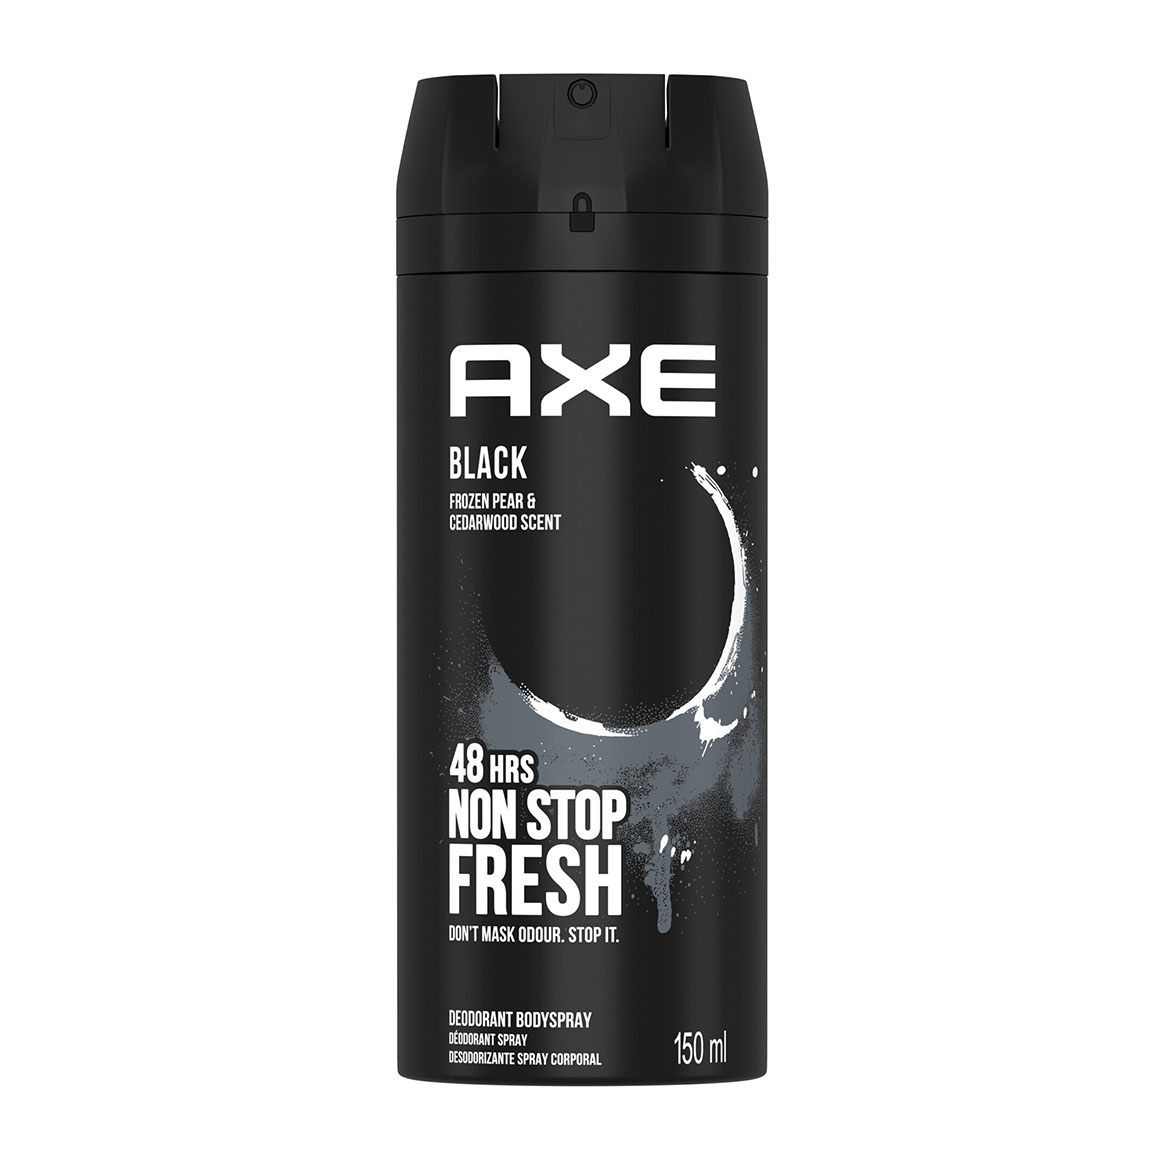 AXE
BLACK
FROZEN PEAR &
CEDARWOOD SCENT
48 HRS
NON STOP
FRESH
DON'T MASK ODOUR. STOP IT.
DEODORANT BODYSPRAY
DÉODORANT SPRAY
DESODORIZANTE SPRAY CORPORAL
150 ml